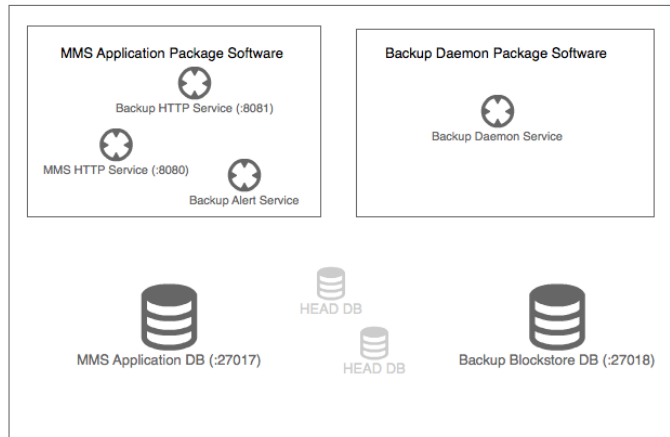 MMS Application Package Software
Backup HTTP Service (:8081)
MMS HTTP Service (:8080)
Backup Alert Service
Backup Daemon Package Software
Backup Daemon Service
HEAD DB
HEAD DB
MMS Application DB (:27017)
Backup Blockstore DB (:27018)